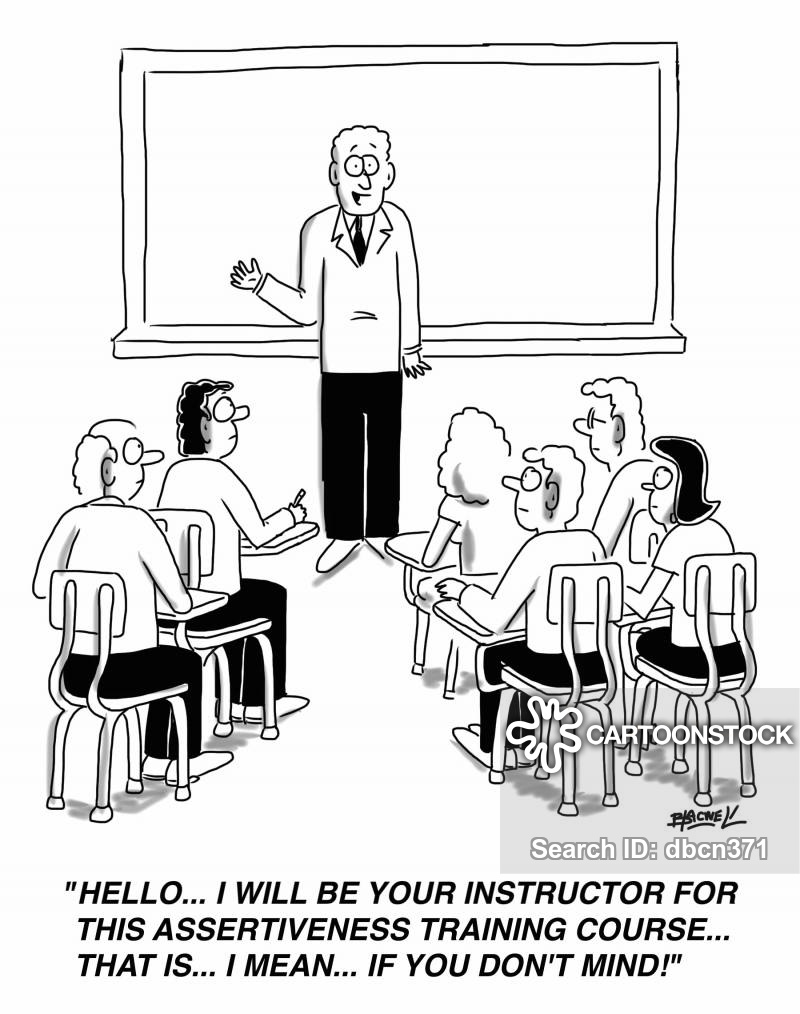 CARTOONSTOCK
Search ID: dbcn371
"HELLO... I WILL BE YOUR INSTRUCTOR FOR
THIS ASSERTIVENESS TRAINING COURSE...
THAT IS... I MEAN... IF YOU DON'T MIND!"